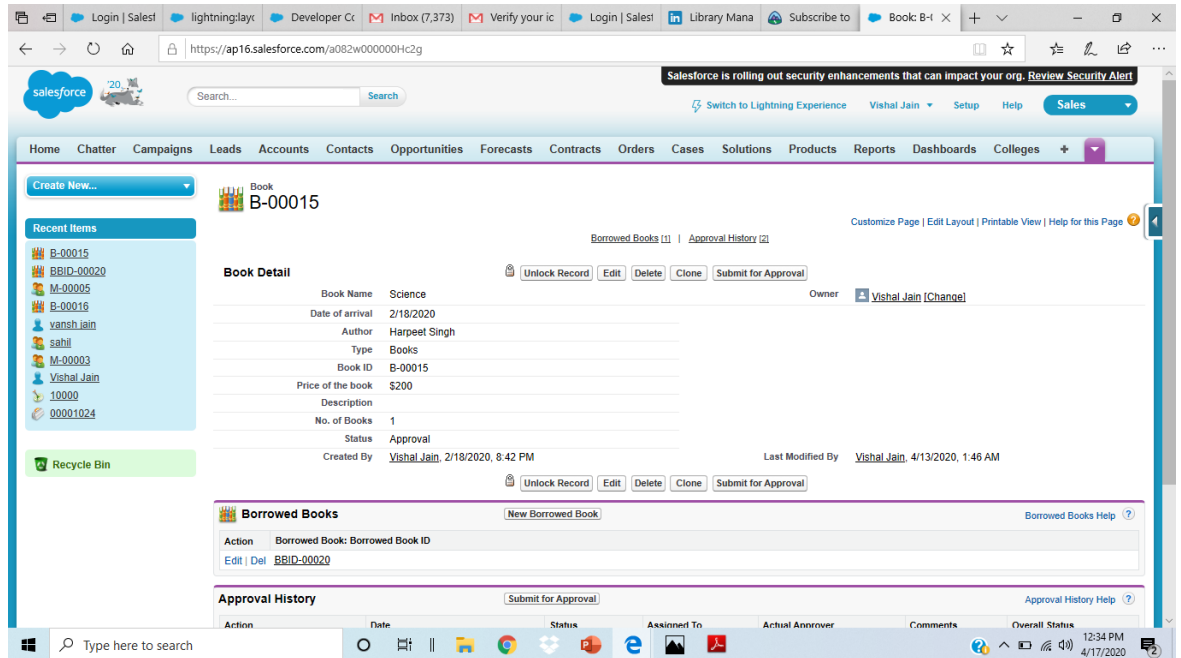 Login | Salesf
lightning:layo
Developer Co
Inbox (7,373)
Verify your ic
Login | Salesf
Library Mana
Subscribe to
Book: B-(
https://ap16.salesforce.com/a082w000000Hc2g
Salesforce is rolling out security enhancements that can impact your org. Review Security Alert
salesforce
'20
Search...
Search
Switch to Lightning Experience
Vishal Jain
Setup
Help
Sales
Home Chatter Campaigns Leads Accounts Contacts Opportunities Forecasts Contracts Orders Cases Solutions Products Reports Dashboards Colleges +
Create New...
Recent Items
B-00015
BBID-00020
M-00005
B-00016
vansh jain
sahil
M-00003
Vishal Jain
10000
00001024
Recycle Bin
Book
B-00015
Customize Page | Edit Layout | Printable View | Help for this Page
Borrowed Books [1] | Approval History [2]
Book Detail
Unlock Record Edit Delete Clone Submit for Approval
Book Name Science Owner Vishal Jain [Change]
Date of arrival 2/18/2020
Author Harpeet Singh
Type Books
Book ID B-00015
Price of the book $200
Description
No. of Books 1
Status Approval
Created By Vishal Jain, 2/18/2020, 8:42 PM Last Modified By Vishal Jain, 4/13/2020, 1:46 AM
Unlock Record Edit Delete Clone Submit for Approval
Borrowed Books New Borrowed Book Borrowed Books Help ?
Action Borrowed Book: Borrowed Book ID
Edit | Del BBID-00020
Approval History Submit for Approval Approval History Help ?
Action Date Status Assigned To Actual Approver Comments Overall Status
Type here to search
12:34 PM
4/17/2020
2